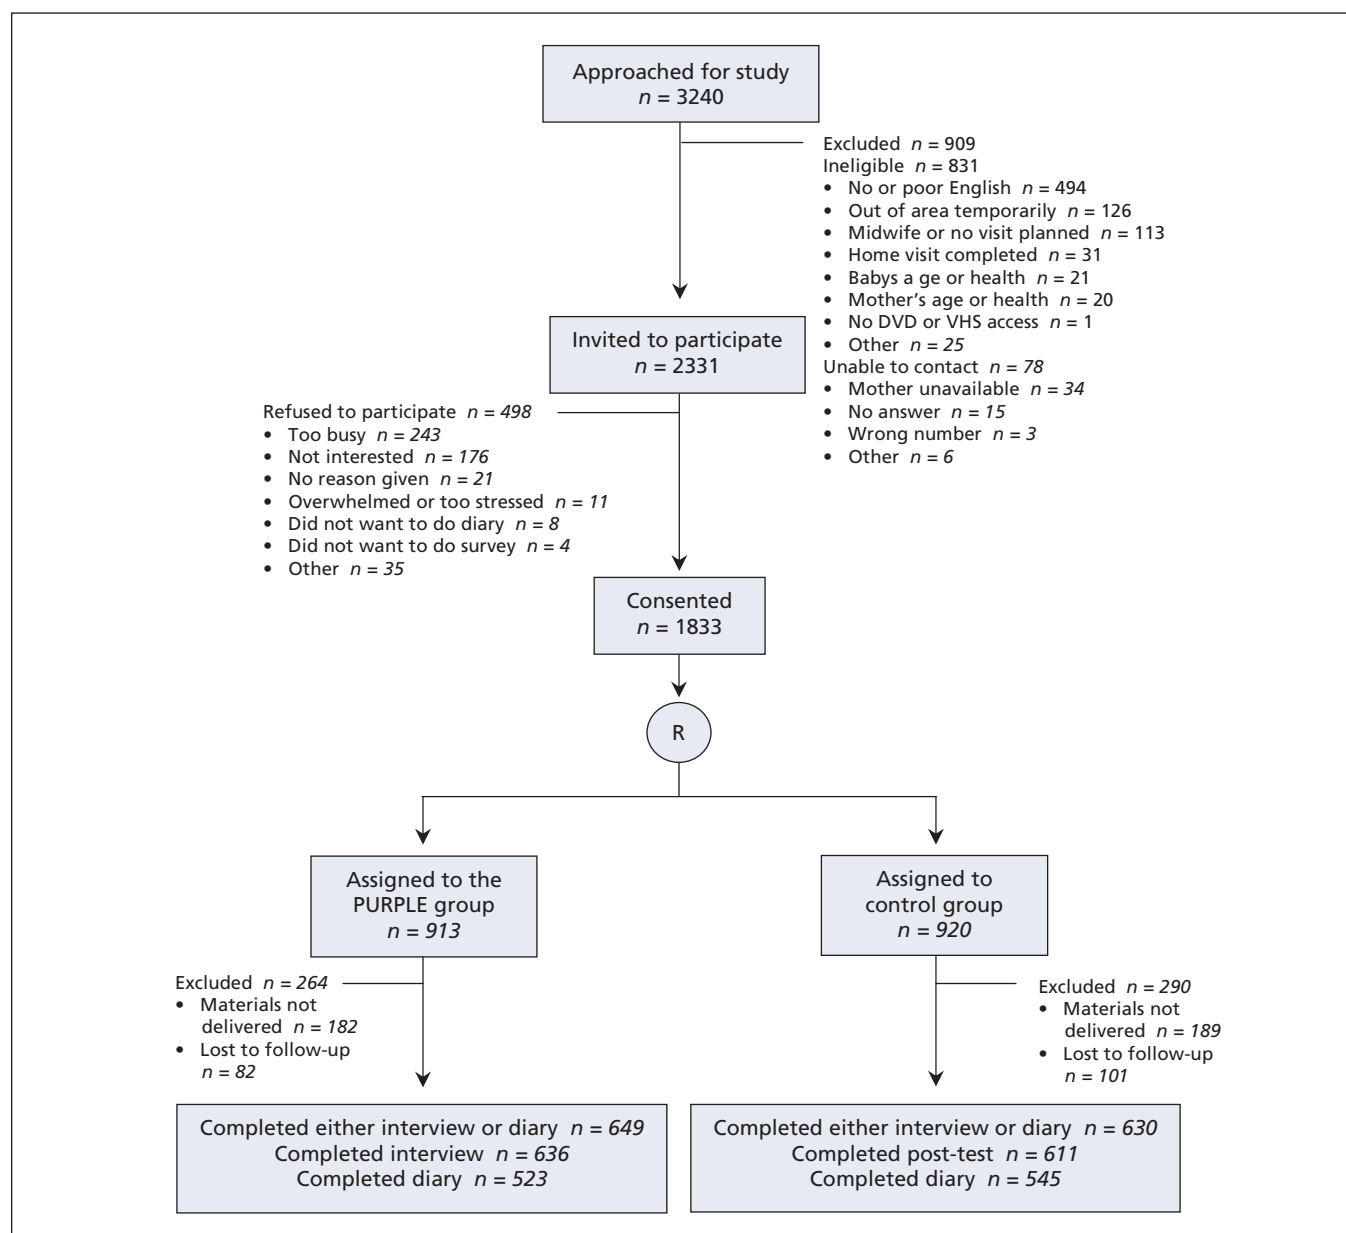 Approached for study
n = 3240
Excluded n = 909
Ineligible n = 831
• No or poor English n = 494
• Out of area temporarily n = 126
• Midwife or no visit planned n = 113
• Home visit completed n = 31
• Babys a ge or health n = 21
• Mother's age or health n = 20
• No DVD or VHS access n = 1
• Other n = 25
Unable to contact n = 78
• Mother unavailable n = 34
• No answer n = 15
• Wrong number n = 3
• Other n = 6
Invited to participate
n = 2331
Refused to participate n = 498
• Too busy n = 243
• Not interested n = 176
• No reason given n = 21
• Overwhelmed or too stressed n = 11
• Did not want to do diary n = 8
• Did not want to do survey n = 4
• Other n = 35
Consented
n = 1833
R
Assigned to the
PURPLE group
n = 913
Excluded n = 264
• Materials not
delivered n = 182
• Lost to follow-up
n = 82
Completed either interview or diary n = 649
Completed interview n = 636
Completed diary n = 523
Assigned to
control group
n = 920
Excluded n = 290
• Materials not
delivered n = 189
• Lost to follow-up
n = 101
Completed either interview or diary n = 630
Completed post-test n = 611
Completed diary n = 545